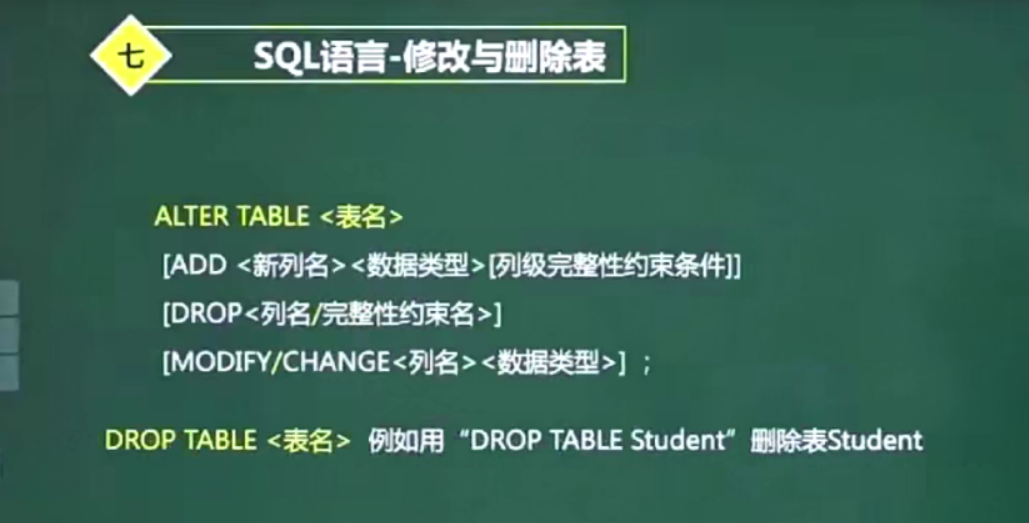 七
SQL语言-修改与删除表
ALTER TABLE <表名>
[ADD <新列名><数据类型>[列级完整性约束条件]]
[DROP<列名/完整性约束名>]
[MODIFY/CHANGE<列名><数据类型>] ；
DROP TABLE <表名> 例如用“DROP TABLE Student”删除表Student